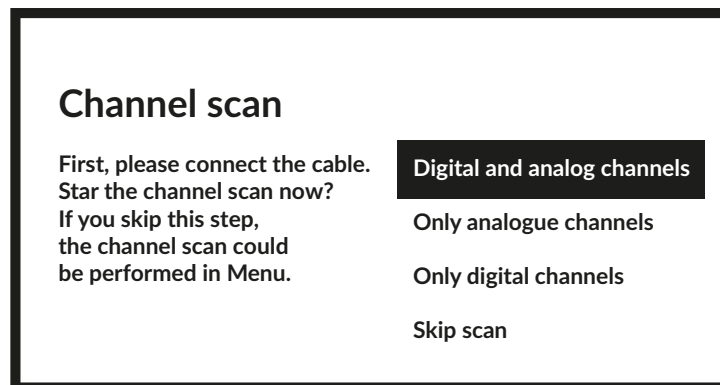 Channel scan
First, please connect the cable.
Star the channel scan now?
If you skip this step,
the channel scan could
be performed in Menu.
Digital and analog channels
Only analogue channels
Only digital channels
Skip scan